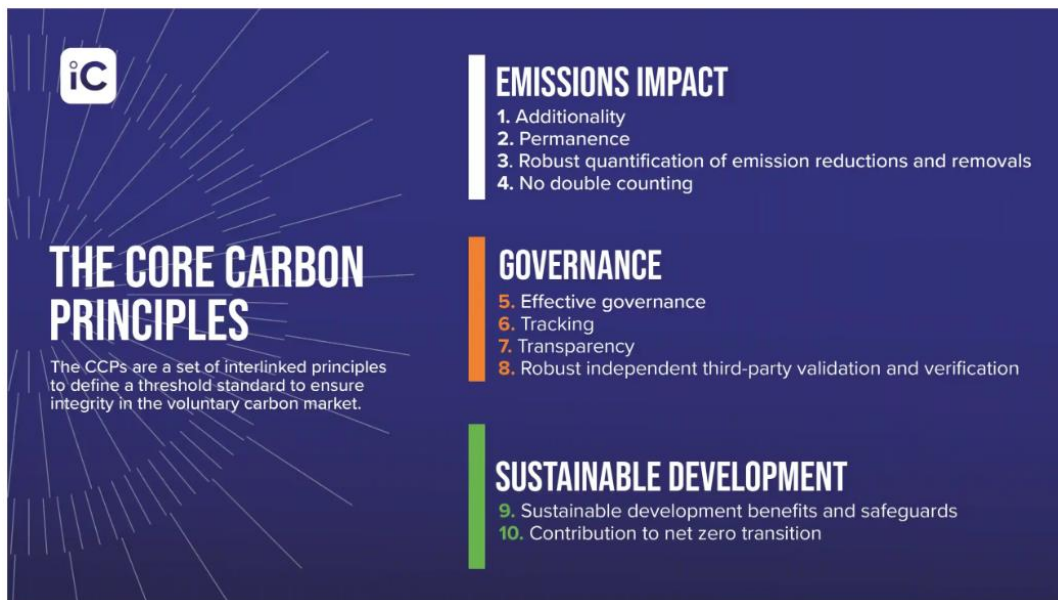 iC
THE CORE CARBON
PRINCIPLES
The CCPs are a set of interlinked principles
to define a threshold standard to ensure
integrity in the voluntary carbon market.
EMISSIONS IMPACT
1. Additionality
2. Permanence
3. Robust quantification of emission reductions and removals
4. No double counting
GOVERNANCE
5. Effective governance
6. Tracking
7. Transparency
8. Robust independent third-party validation and verification
SUSTAINABLE DEVELOPMENT
9. Sustainable development benefits and safeguards
10. Contribution to net zero transition